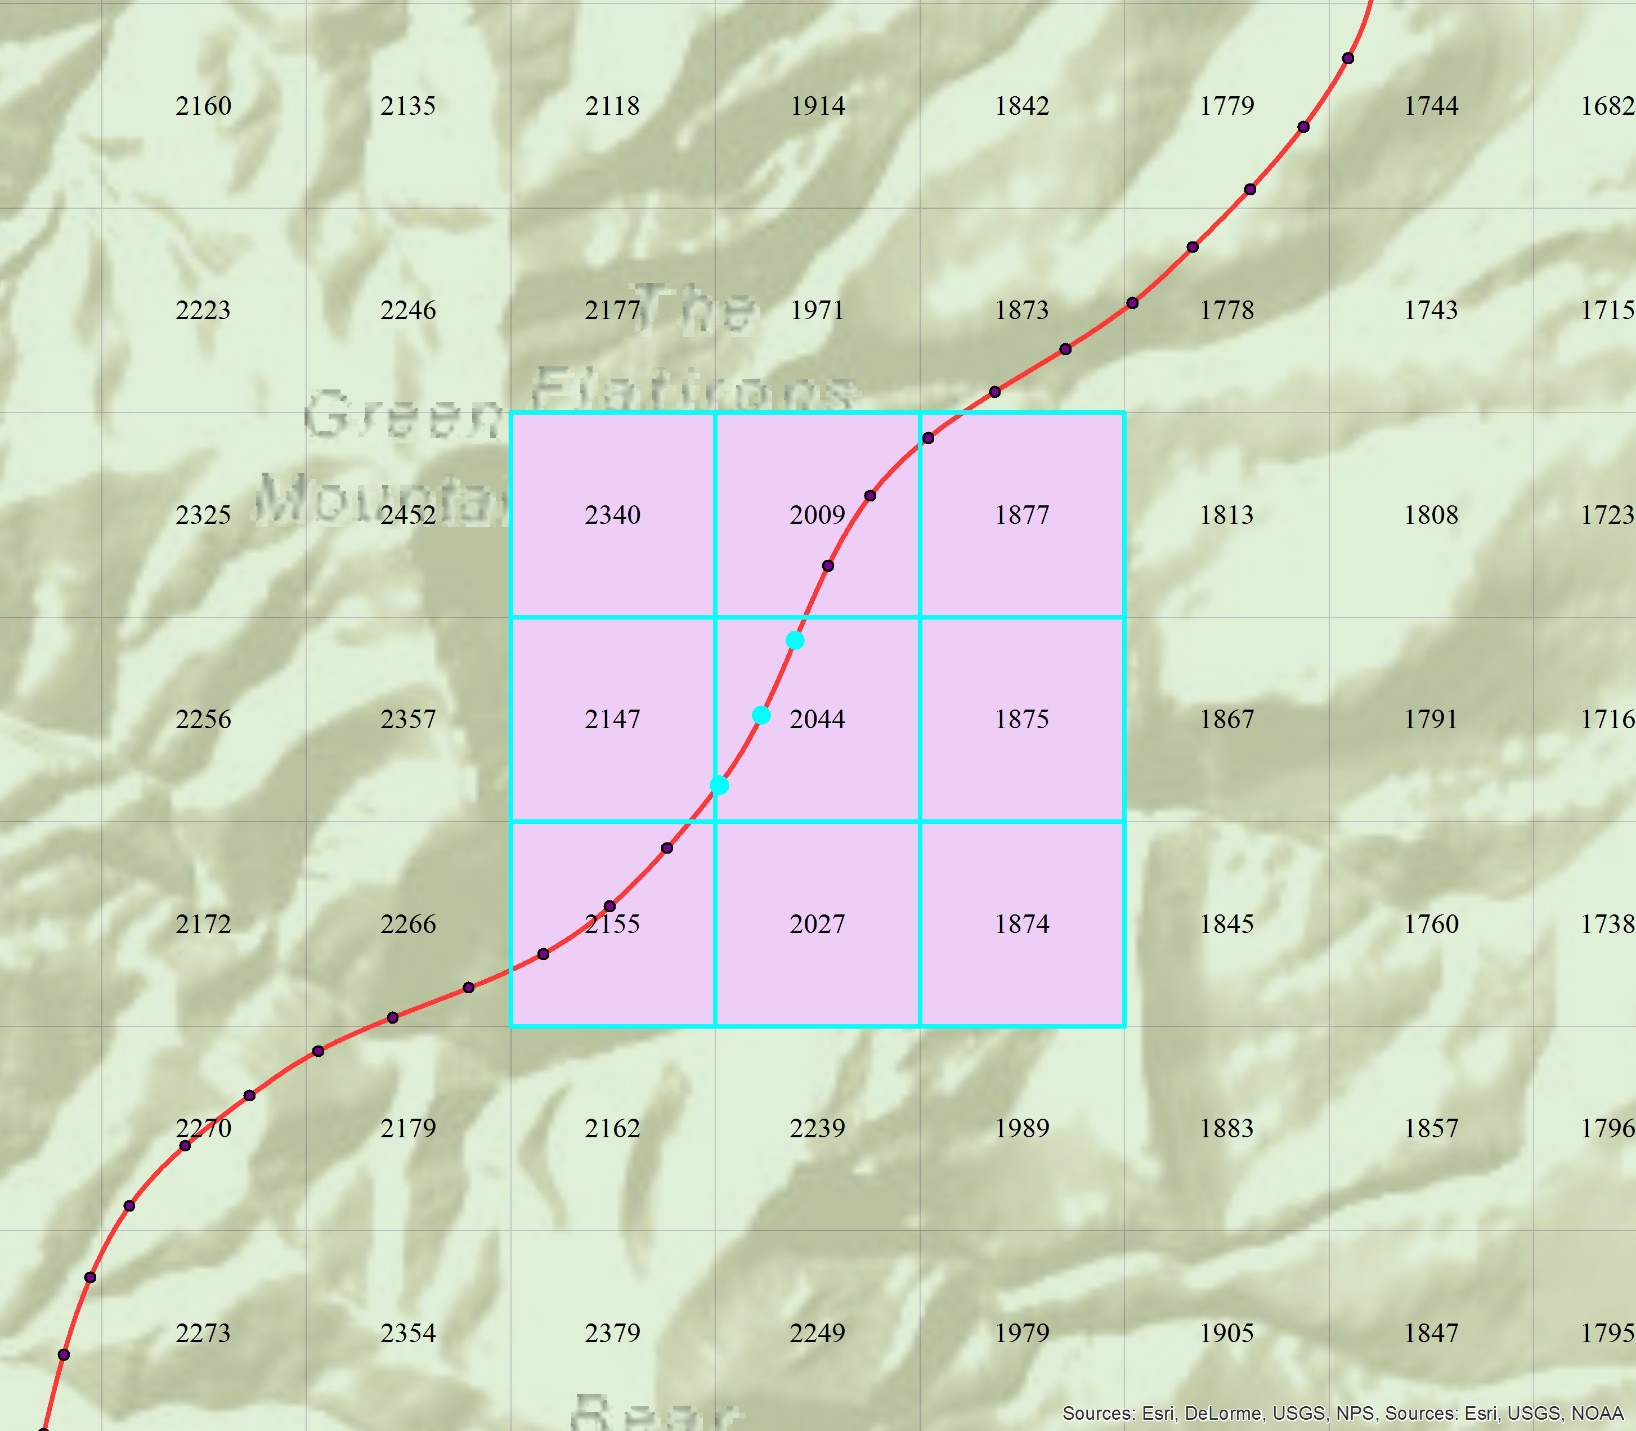 2160 2135 2118 1914 1842 1779 1744 1682
2223 2246 2177 The 1971 1873 1778 1743 1715
Green Flatirons
2325 Mountain 2452 2340 2009 1877 1813 1808 1723
2256 2357 2147 2044 1875 1867 1791 1716
2172 2266 2155 2027 1874 1845 1760 1738
2270 2179 2162 2239 1989 1883 1857 1796
2273 2354 2379 2249 1979 1905 1847 1795
Bear
Sources: Esri, DeLorme, USGS, NPS, Sources: Esri, USGS, NOAA